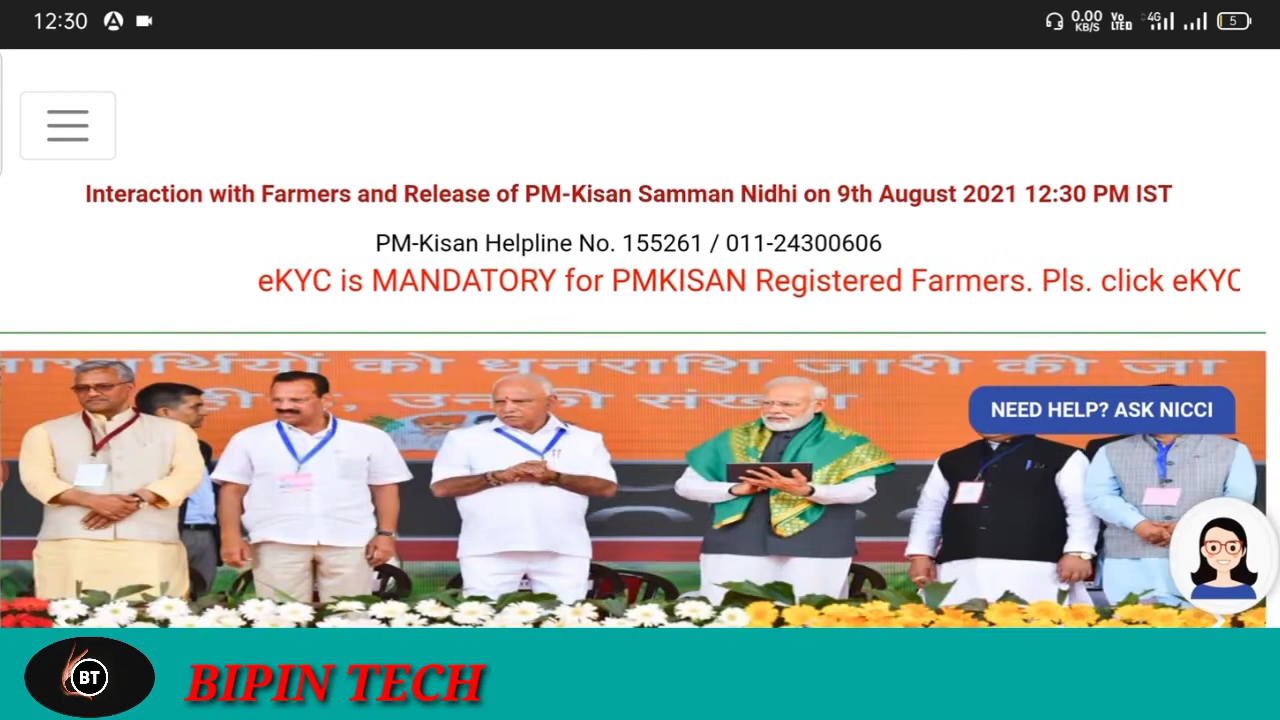 12:30
0.00
KB/S
Vo
LTED
4G
5
Interaction with Farmers and Release of PM-Kisan Samman Nidhi on 9th August 2021 12:30 PM IST
PM-Kisan Helpline No. 155261 / 011-24300606
eKYC is MANDATORY for PMKISAN Registered Farmers. Pls. click eKYC
को धनराशि जारी की जा
NEED HELP? ASK NICCI
BT
BIPIN TECH